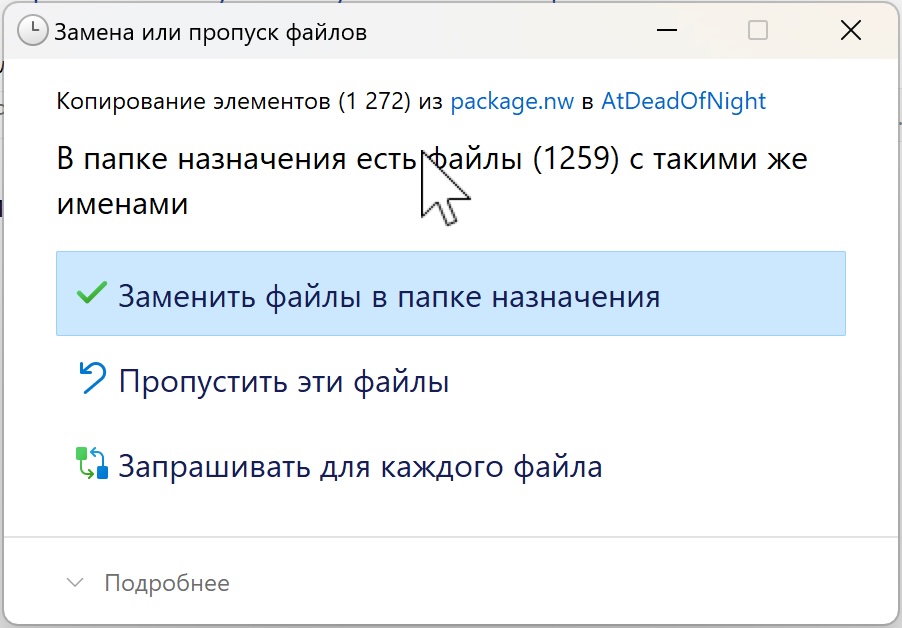 Замена или пропуск файлов
Копирование элементов (1 272) из package.nw в AtDeadOfNight
В папке назначения есть файлы (1259) с такими же
именами
Заменить файлы в папке назначения
Пропустить эти файлы
Запрашивать для каждого файла
Подробнее